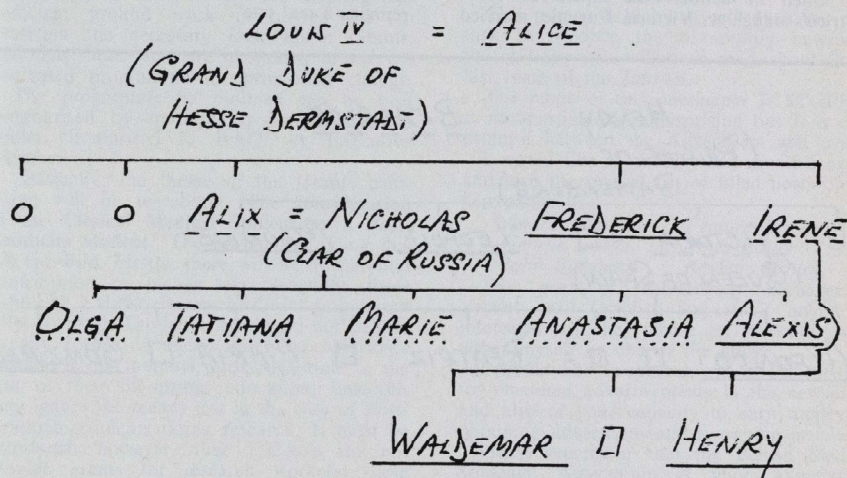 LOUIS IV = ALICE
(GRAND DUKE OF
HESSE DERMSTADT)
O O ALIX = NICHOLAS FREDERICK IRENE
(CZAR OF RUSSIA)
OLGA TATIANA MARIE ANASTASIA ALEXIS
WALDEMAR □ HENRY